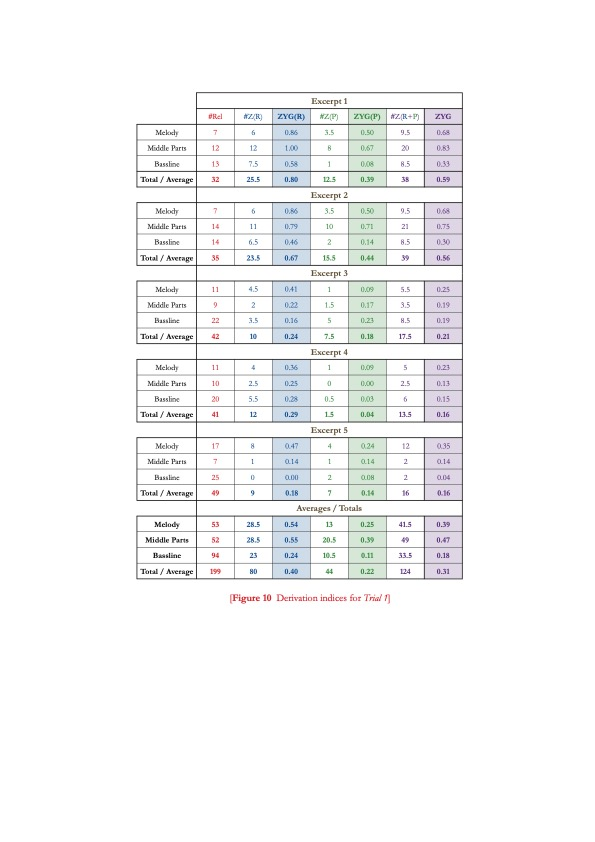 Excerpt 1
#Rel #Z(R) ZYG(R) #Z(P) ZYG(P) #Z(R+P) ZYG
Melody 7 6 0.86 3.5 0.50 9.5 0.68
Middle Parts 12 12 1.00 8 0.67 20 0.83
Bassline 13 7.5 0.58 1 0.08 8.5 0.33
Total / Average 32 25.5 0.80 12.5 0.39 38 0.59
Excerpt 2
Melody 7 6 0.86 3.5 0.50 9.5 0.68
Middle Parts 14 11 0.79 10 0.71 21 0.75
Bassline 14 6.5 0.46 2 0.14 8.5 0.30
Total / Average 35 23.5 0.67 15.5 0.44 39 0.56
Excerpt 3
Melody 11 4.5 0.41 1 0.09 5.5 0.25
Middle Parts 9 2 0.22 1.5 0.17 3.5 0.19
Bassline 22 3.5 0.16 5 0.23 8.5 0.19
Total / Average 42 10 0.24 7.5 0.18 17.5 0.21
Excerpt 4
Melody 11 4 0.36 1 0.09 5 0.23
Middle Parts 10 2.5 0.25 0 0.00 2.5 0.13
Bassline 20 5.5 0.28 0.5 0.03 6 0.15
Total / Average 41 12 0.29 1.5 0.04 13.5 0.16
Excerpt 5
Melody 17 8 0.47 4 0.24 12 0.35
Middle Parts 7 1 0.14 1 0.14 2 0.14
Bassline 25 0 0.00 2 0.08 2 0.04
Total / Average 49 9 0.18 7 0.14 16 0.16
Averages / Totals
Melody 53 28.5 0.54 13 0.25 41.5 0.39
Middle Parts 52 28.5 0.55 20.5 0.39 49 0.47
Bassline 94 23 0.24 10.5 0.11 33.5 0.18
Total / Average 199 80 0.40 44 0.22 124 0.31
[Figure 10 Derivation indices for Trial 1]